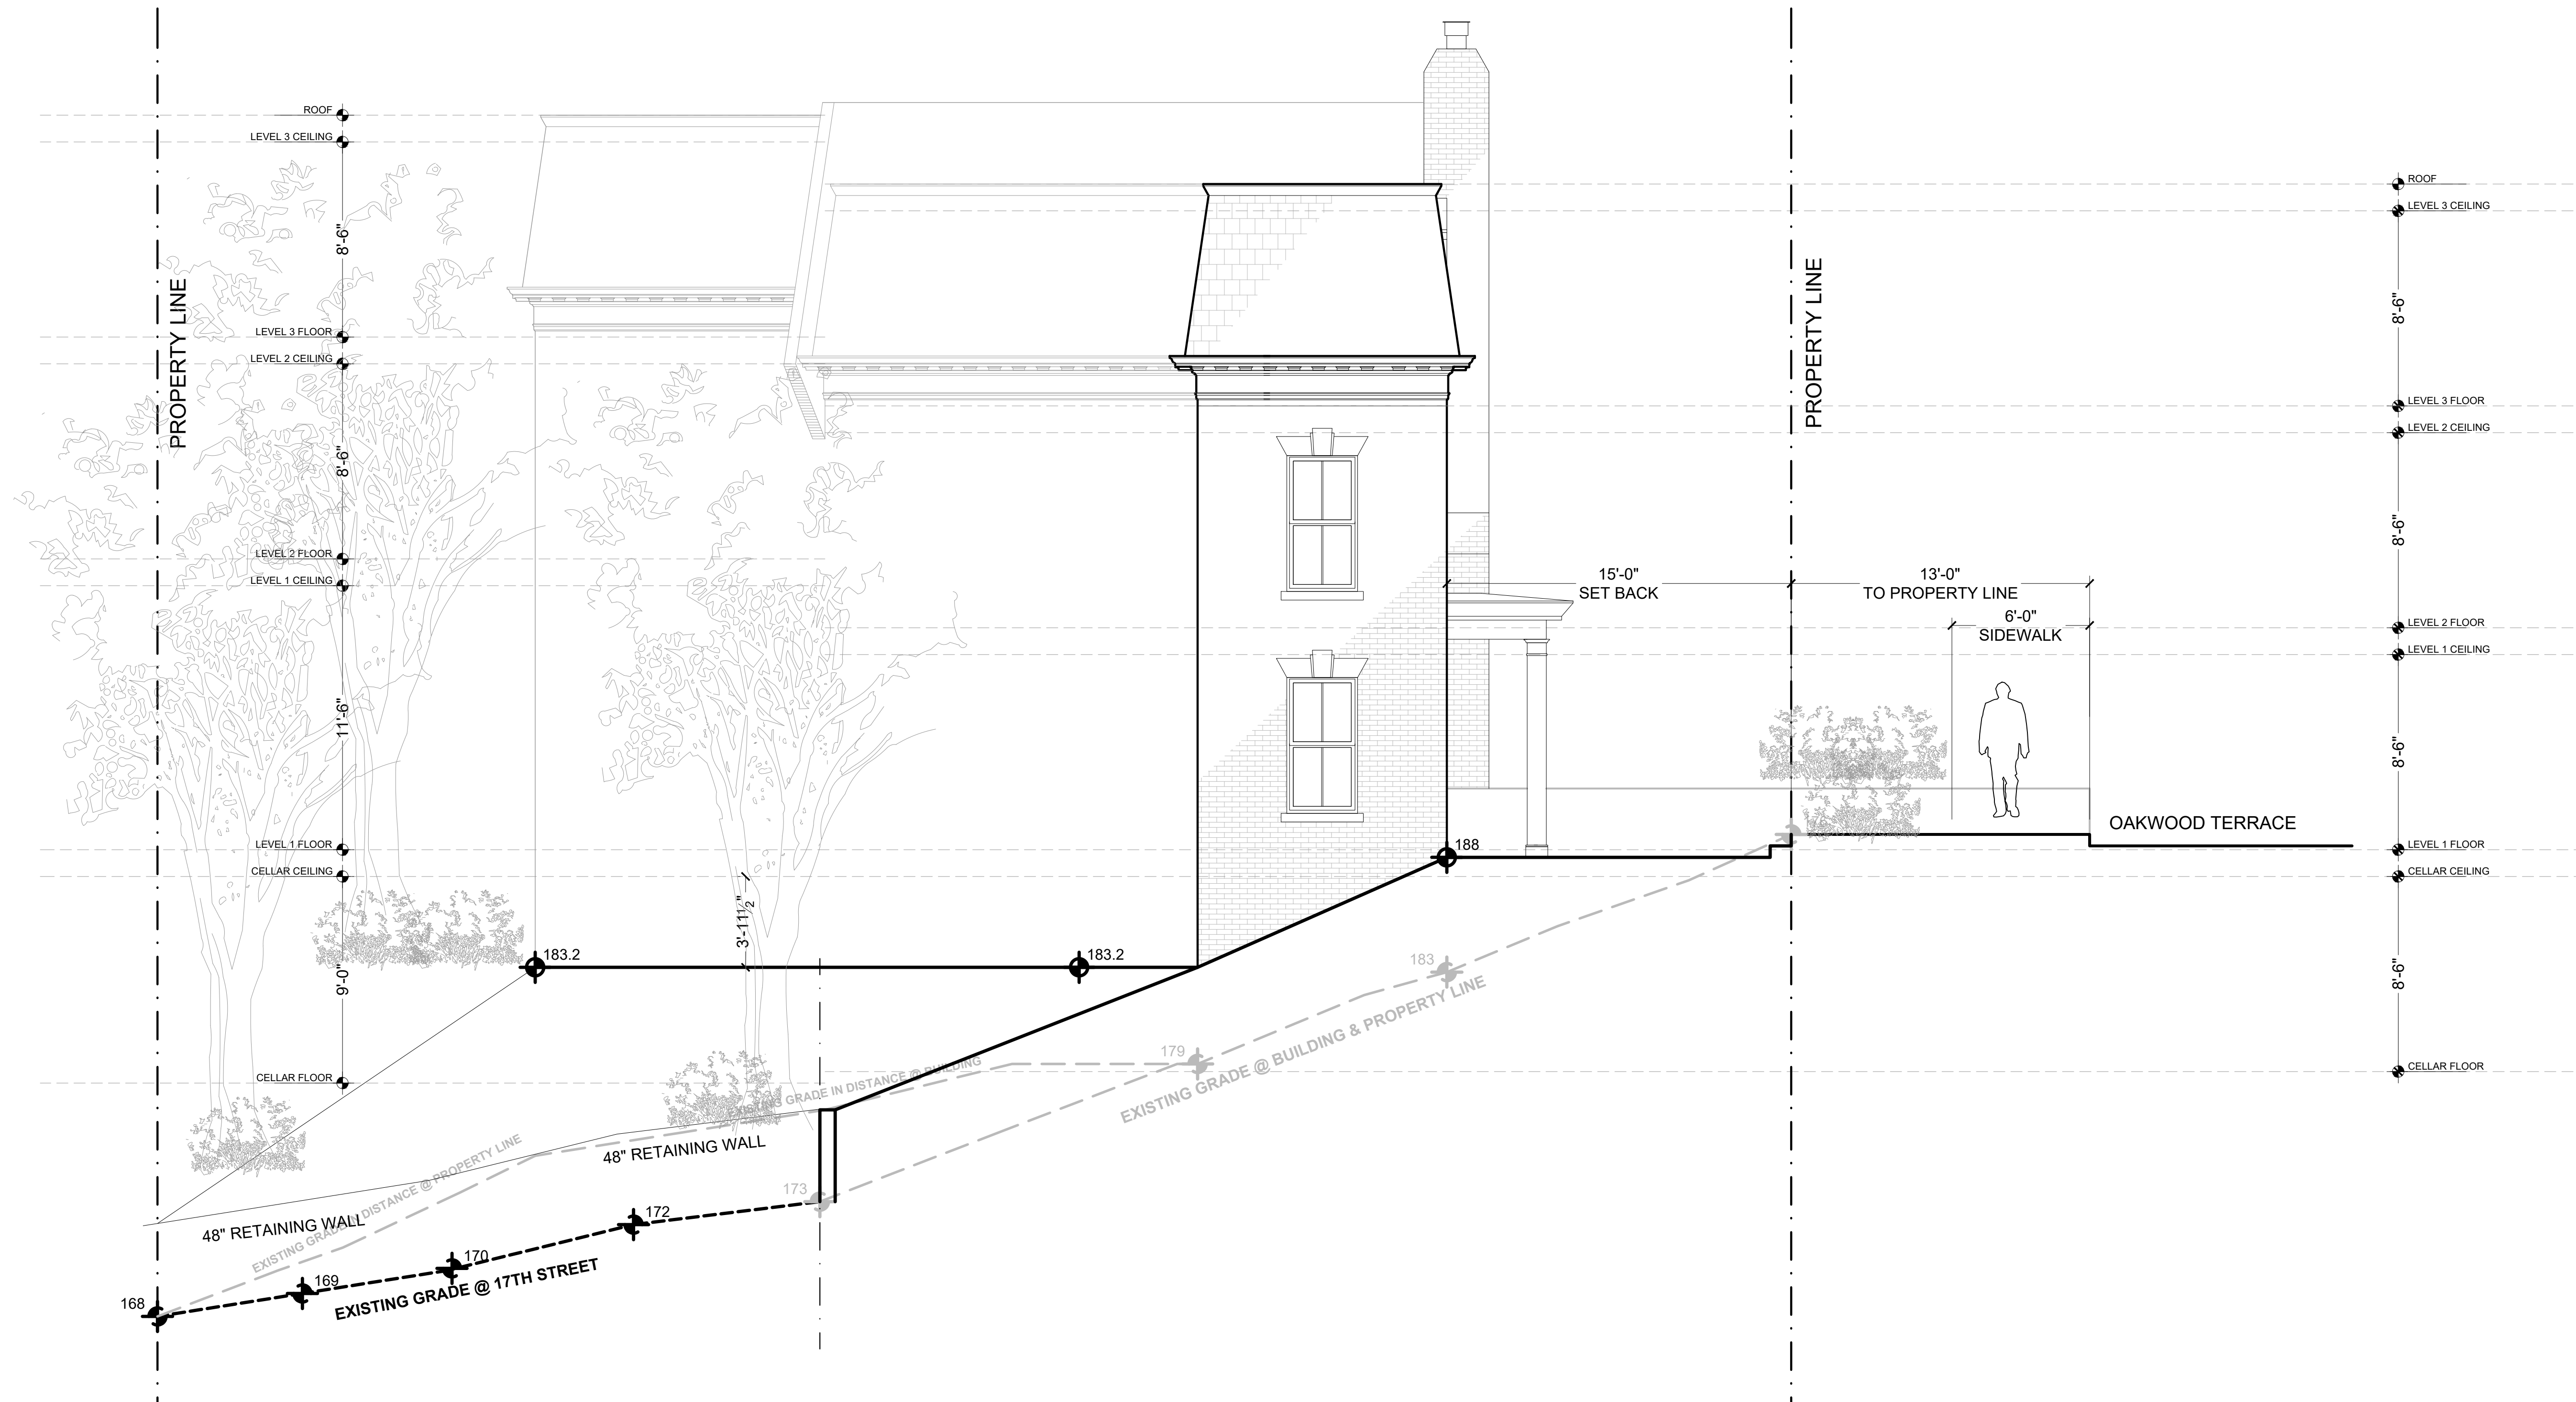 ROOF
LEVEL 3 CEILING
8'-6"
PROPERTY LINE
LEVEL 3 FLOOR
LEVEL 2 CEILING
8'-6"
LEVEL 2 FLOOR
LEVEL 1 CEILING
11'-6"
LEVEL 1 FLOOR
CELLAR CEILING
3'-11 1/2"
9'-0"
183.2
183.2
CELLAR FLOOR
48" RETAINING WALL
48" RETAINING WALL
EXISTING GRADE IN DISTANCE @ PROPERTY LINE
EXISTING GRADE IN DISTANCE @ BUILDING
168
169
170
172
173
EXISTING GRADE @ 17TH STREET
179
183
EXISTING GRADE @ BUILDING & PROPERTY LINE
188
15'-0"
SET BACK
13'-0"
TO PROPERTY LINE
6'-0"
SIDEWALK
PROPERTY LINE
OAKWOOD TERRACE
ROOF
LEVEL 3 CEILING
8'-6"
LEVEL 3 FLOOR
LEVEL 2 CEILING
8'-6"
LEVEL 2 FLOOR
LEVEL 1 CEILING
8'-6"
LEVEL 1 FLOOR
CELLAR CEILING
8'-6"
CELLAR FLOOR